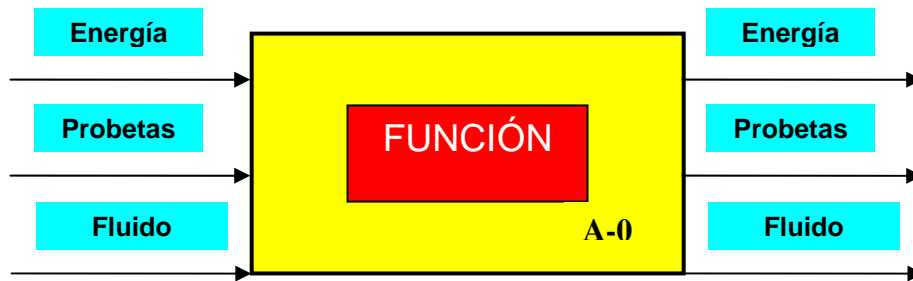 Energía
Energía
Probetas
FUNCIÓN
Probetas
Fluido
A-0
Fluido